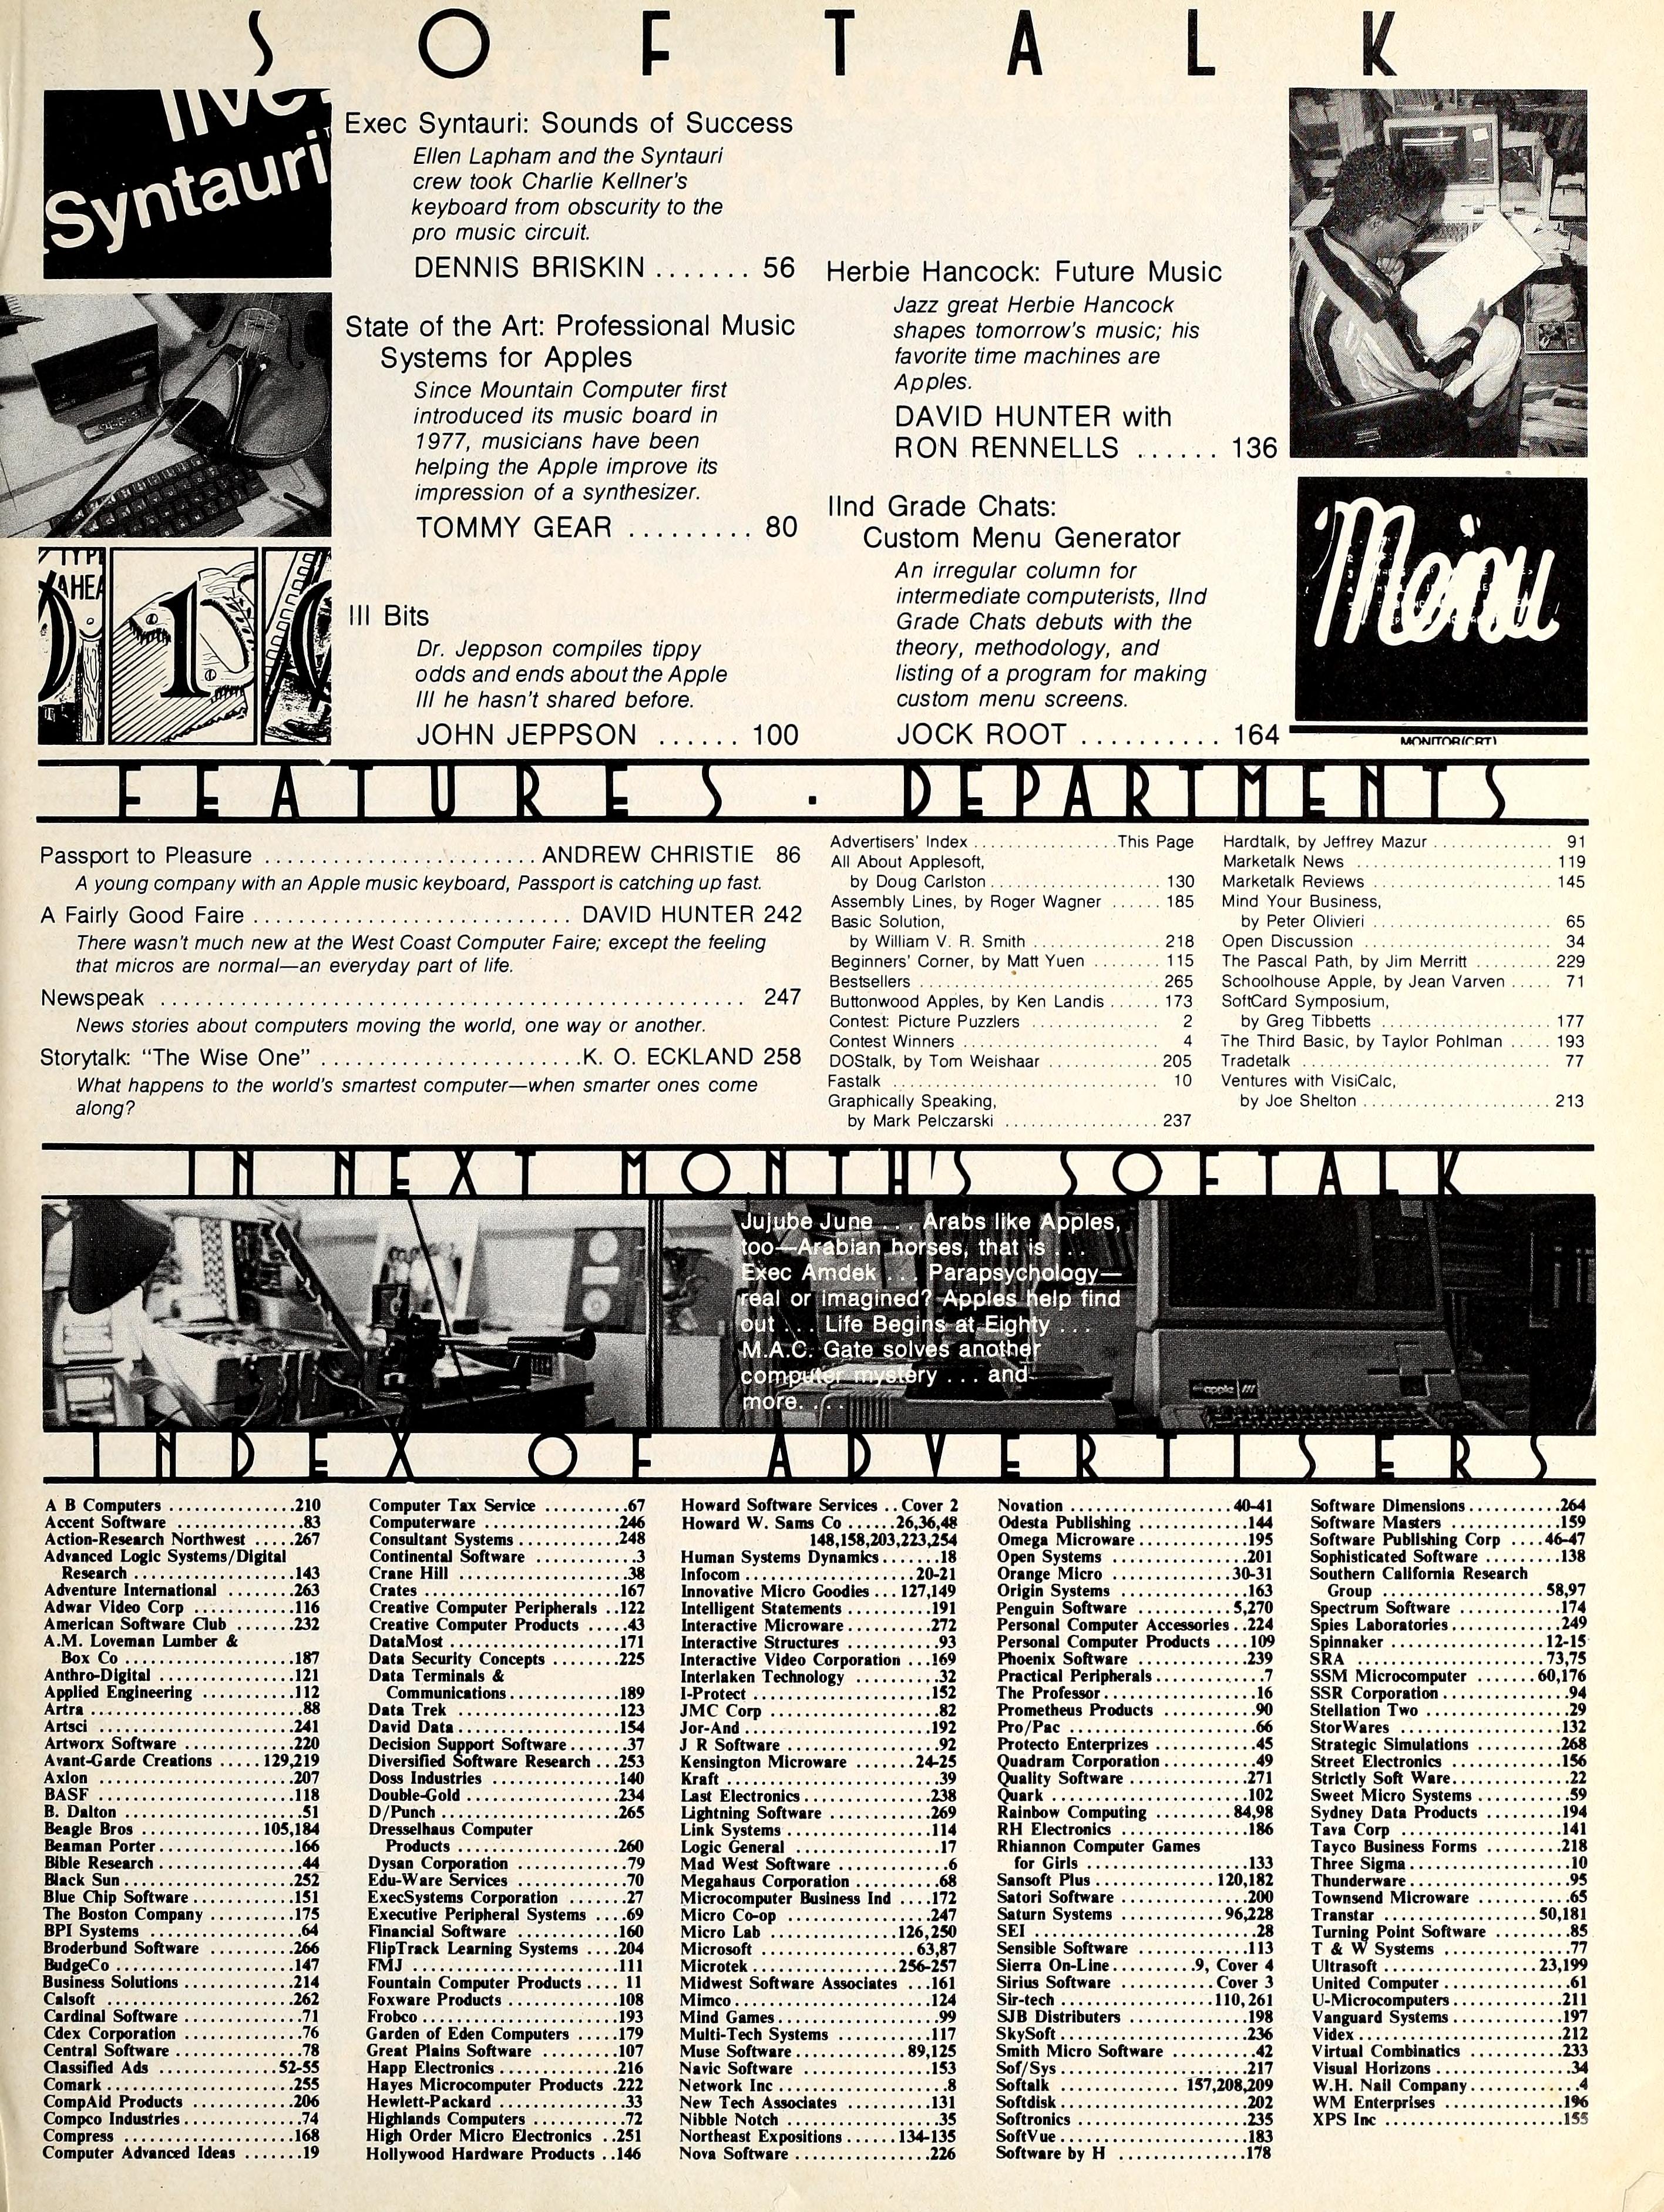 SOFTALK
live
Syntauri
Exec Syntauri: Sounds of Success
Ellen Lapham and the Syntauri
crew took Charlie Kellner's
keyboard from obscurity to the
pro music circuit.
DENNIS BRISKIN ....... 56
State of the Art: Professional Music
Systems for Apples
Since Mountain Computer first
introduced its music board in
1977, musicians have been
helping the Apple improve its
impression of a synthesizer.
TOMMY GEAR ......... 80
TYPE
AHEA
III Bits
Dr. Jeppson compiles tippy
odds and ends about the Apple
III he hasn't shared before.
JOHN JEPPSON ...... 100
Herbie Hancock: Future Music
Jazz great Herbie Hancock
shapes tomorrow's music; his
favorite time machines are
Apples.
DAVID HUNTER with
RON RENNELLS ...... 136
IInd Grade Chats:
Custom Menu Generator
An irregular column for
intermediate computerists, IInd
Grade Chats debuts with the
theory, methodology, and
listing of a program for making
custom menu screens.
JOCK ROOT .......... 164
Menu
MONITOR(CRT)
FEATURES · DEPARTMENTS
Passport to Pleasure ........................ ANDREW CHRISTIE 86
A young company with an Apple music keyboard, Passport is catching up fast.
A Fairly Good Faire ............................ DAVID HUNTER 242
There wasn't much new at the West Coast Computer Faire; except the feeling
that micros are normal—an everyday part of life.
Newspeak .................................................... 247
News stories about computers moving the world, one way or another.
Storytalk: “The Wise One” .......................K. O. ECKLAND 258
What happens to the world's smartest computer—when smarter ones come
along?
Advertisers' Index .................This Page
All About Applesoft,
by Doug Carlston .................... 130
Assembly Lines, by Roger Wagner ...... 185
Basic Solution,
by William V. R. Smith ............... 218
Beginners' Corner, by Matt Yuen ........ 115
Bestsellers ............................. 265
Buttonwood Apples, by Ken Landis ...... 173
Contest: Picture Puzzlers .............. 2
Contest Winners ........................ 4
DOStalk, by Tom Weishaar .............. 205
Fastalk ................................ 10
Graphically Speaking,
by Mark Pelczarski ................... 237
Hardtalk, by Jeffrey Mazur .............. 91
Marketalk News ........................ 119
Marketalk Reviews ..................... 145
Mind Your Business,
by Peter Olivieri ..................... 65
Open Discussion ....................... 34
The Pascal Path, by Jim Merritt ......... 229
Schoolhouse Apple, by Jean Varven ..... 71
SoftCard Symposium,
by Greg Tibbetts ..................... 177
The Third Basic, by Taylor Pohlman ..... 193
Tradetalk .............................. 77
Ventures with VisiCalc,
by Joe Shelton ....................... 213
IN NEXT MONTH'S SOFTALK
Jujube June ... Arabs like Apples,
too—Arabian horses, that is ...
Exec Amdek ... Parapsychology—
real or imagined? Apples help find
out ... Life Begins at Eighty ...
M.A.C. Gate solves another
computer mystery ... and
more. ...
apple ///
INDEX OF ADVERTISERS
A B Computers ...............210
Accent Software ..............83
Action-Research Northwest .....267
Advanced Logic Systems/Digital
Research ....................143
Adventure International ........263
Adwar Video Corp ............116
American Software Club ........232
A.M. Loveman Lumber &
Box Co .....................187
Anthro-Digital .................121
Applied Engineering ...........112
Artra .........................88
Artsci .......................241
Artworx Software ..............220
Avant-Garde Creations .....129,219
Axlon .......................207
BASF ........................118
B. Dalton .....................51
Beagle Bros ..............105,184
Beaman Porter................166
Bible Research ................44
Black Sun....................252
Blue Chip Software............151
The Boston Company ..........175
BPI Systems ...................64
Broderbund Software ..........266
BudgeCo .....................147
Business Solutions ............214
Calsoft ......................262
Cardinal Software ..............71
Cdex Corporation ..............76
Central Software ...............78
Classified Ads ..............52-55
Comark ......................255
CompAid Products ............206
Compco Industries..............74
Compress ....................168
Computer Advanced Ideas .......19
Computer Tax Service ..........67
Computerware ................246
Consultant Systems ............248
Continental Software ............3
Crane Hill ....................38
Crates .......................167
Creative Computer Peripherals ..122
Creative Computer Products .....43
DataMost ....................171
Data Security Concepts .........225
Data Terminals &
Communications..............189
Data Trek ....................123
David Data...................154
Decision Support Software.......37
Diversified Software Research ...253
Doss Industries ...............140
Double-Gold ..................234
D/Punch .....................265
Dresselhaus Computer
Products ....................260
Dysan Corporation .............79
Edu-Ware Services .............70
ExecSystems Corporation .......27
Executive Peripheral Systems ....69
Financial Software .............160
FlipTrack Learning Systems ....204
FMJ .........................111
Fountain Computer Products .... 11
Foxware Products .............108
Frobco .......................193
Garden of Eden Computers .....179
Great Plains Software .........107
Happ Electronics ..............216
Hayes Microcomputer Products .222
Hewlett-Packard ...............33
Highlands Computers ...........72
High Order Micro Electronics ..251
Hollywood Hardware Products ..146
Howard Software Services ..Cover 2
Howard W. Sams Co ......26,36,48
148,158,203,223,254
Human Systems Dynamics.......18
Infocom ....................20-21
Innovative Micro Goodies ...127,149
Intelligent Statements ..........191
Interactive Microware ..........272
Interactive Structures ...........93
Interactive Video Corporation ...169
Interlaken Technology ..........32
I-Protect .....................152
JMC Corp ....................82
Jor-And ......................192
J R Software ..................92
Kensington Microware .......24-25
Kraft ........................39
Last Electronics ...............238
Lightning Software ............269
Link Systems .................114
Logic General .................17
Mad West Software .............6
Megahaus Corporation ..........68
Microcomputer Business Ind ....172
Micro Co-op .................247
Micro Lab ...............126,250
Microsoft ..................63,87
Microtek .................256-257
Midwest Software Associates ...161
Mimco.......................124
Mind Games ..................99
Multi-Tech Systems ...........117
Muse Software .............89,125
Navic Software ...............153
Network Inc ...................8
New Tech Associates ..........131
Nibble Notch ..................35
Northeast Expositions ......134-135
Nova Software ................226
Novation ...................40-41
Odesta Publishing .............144
Omega Microware.............195
Open Systems ................201
Orange Micro ...............30-31
Origin Systems ...............163
Penguin Software ...........5,270
Personal Computer Accessories..224
Personal Computer Products ....109
Phoenix Software ..............239
Practical Peripherals .............7
The Professor..................16
Prometheus Products ...........90
Pro/Pac ......................66
Protecto Enterprizes ............45
Quadram Corporation ...........49
Quality Software ..............271
Quark .......................102
Rainbow Computing ........84,98
RH Electronics ...............186
Rhiannon Computer Games
for Girls ....................133
Sansoft Plus .............120,182
Satori Software ...............200
Saturn Systems .............96,228
SEI ..........................28
Sensible Software .............113
Sierra On-Line.........9, Cover 4
Sirius Software ............Cover 3
Sir-tech ..................110,261
SJB Distributers ..............198
SkySoft......................236
Smith Micro Software ..........42
Sof/Sys......................217
Softalk .............157,208,209
Softdisk .....................202
Softronics ...................235
SoftVue......................183
Software by H ...............178
Software Dimensions...........264
Software Masters .............159
Software Publishing Corp ....46-47
Sophisticated Software .........138
Southern California Research
Group ...................58,97
Spectrum Software ............174
Spies Laboratories.............249
Spinnaker ..................12-15
SRA ......................73,75
SSM Microcomputer ........60,176
SSR Corporation...............94
Stellation Two .................29
StorWares ...................132
Strategic Simulations ..........268
Street Electronics .............156
Strictly Soft Ware..............22
Sweet Micro Systems ...........59
Sydney Data Products .........194
Tava Corp ...................141
Tayco Business Forms .........218
Three Sigma...................10
Thunderware..................95
Townsend Microware ...........65
Transtar ..................50,181
Turning Point Software .........85
T & W Systems ................77
Ultrasoft ..................23,199
United Computer...............61
U-Microcomputers.............211
Vanguard Systems.............197
Videx........................212
Virtual Combinatics ...........233
Visual Horizons ................34
W.H. Nail Company.............4
WM Enterprises ..............196
XPS Inc .....................155